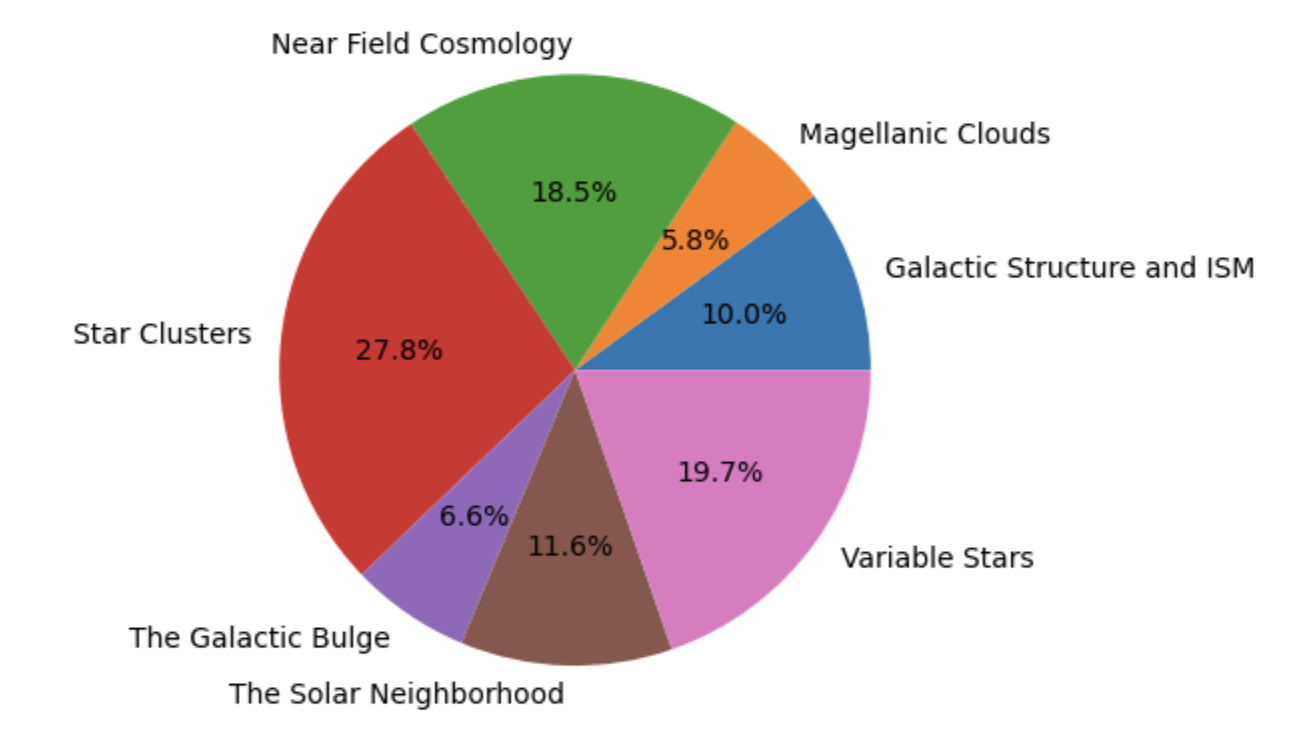 Near Field Cosmology
Magellanic Clouds
18.5%
5.8%
Galactic Structure and ISM
10.0%
Star Clusters
27.8%
19.7%
6.6%
11.6%
Variable Stars
The Galactic Bulge
The Solar Neighborhood